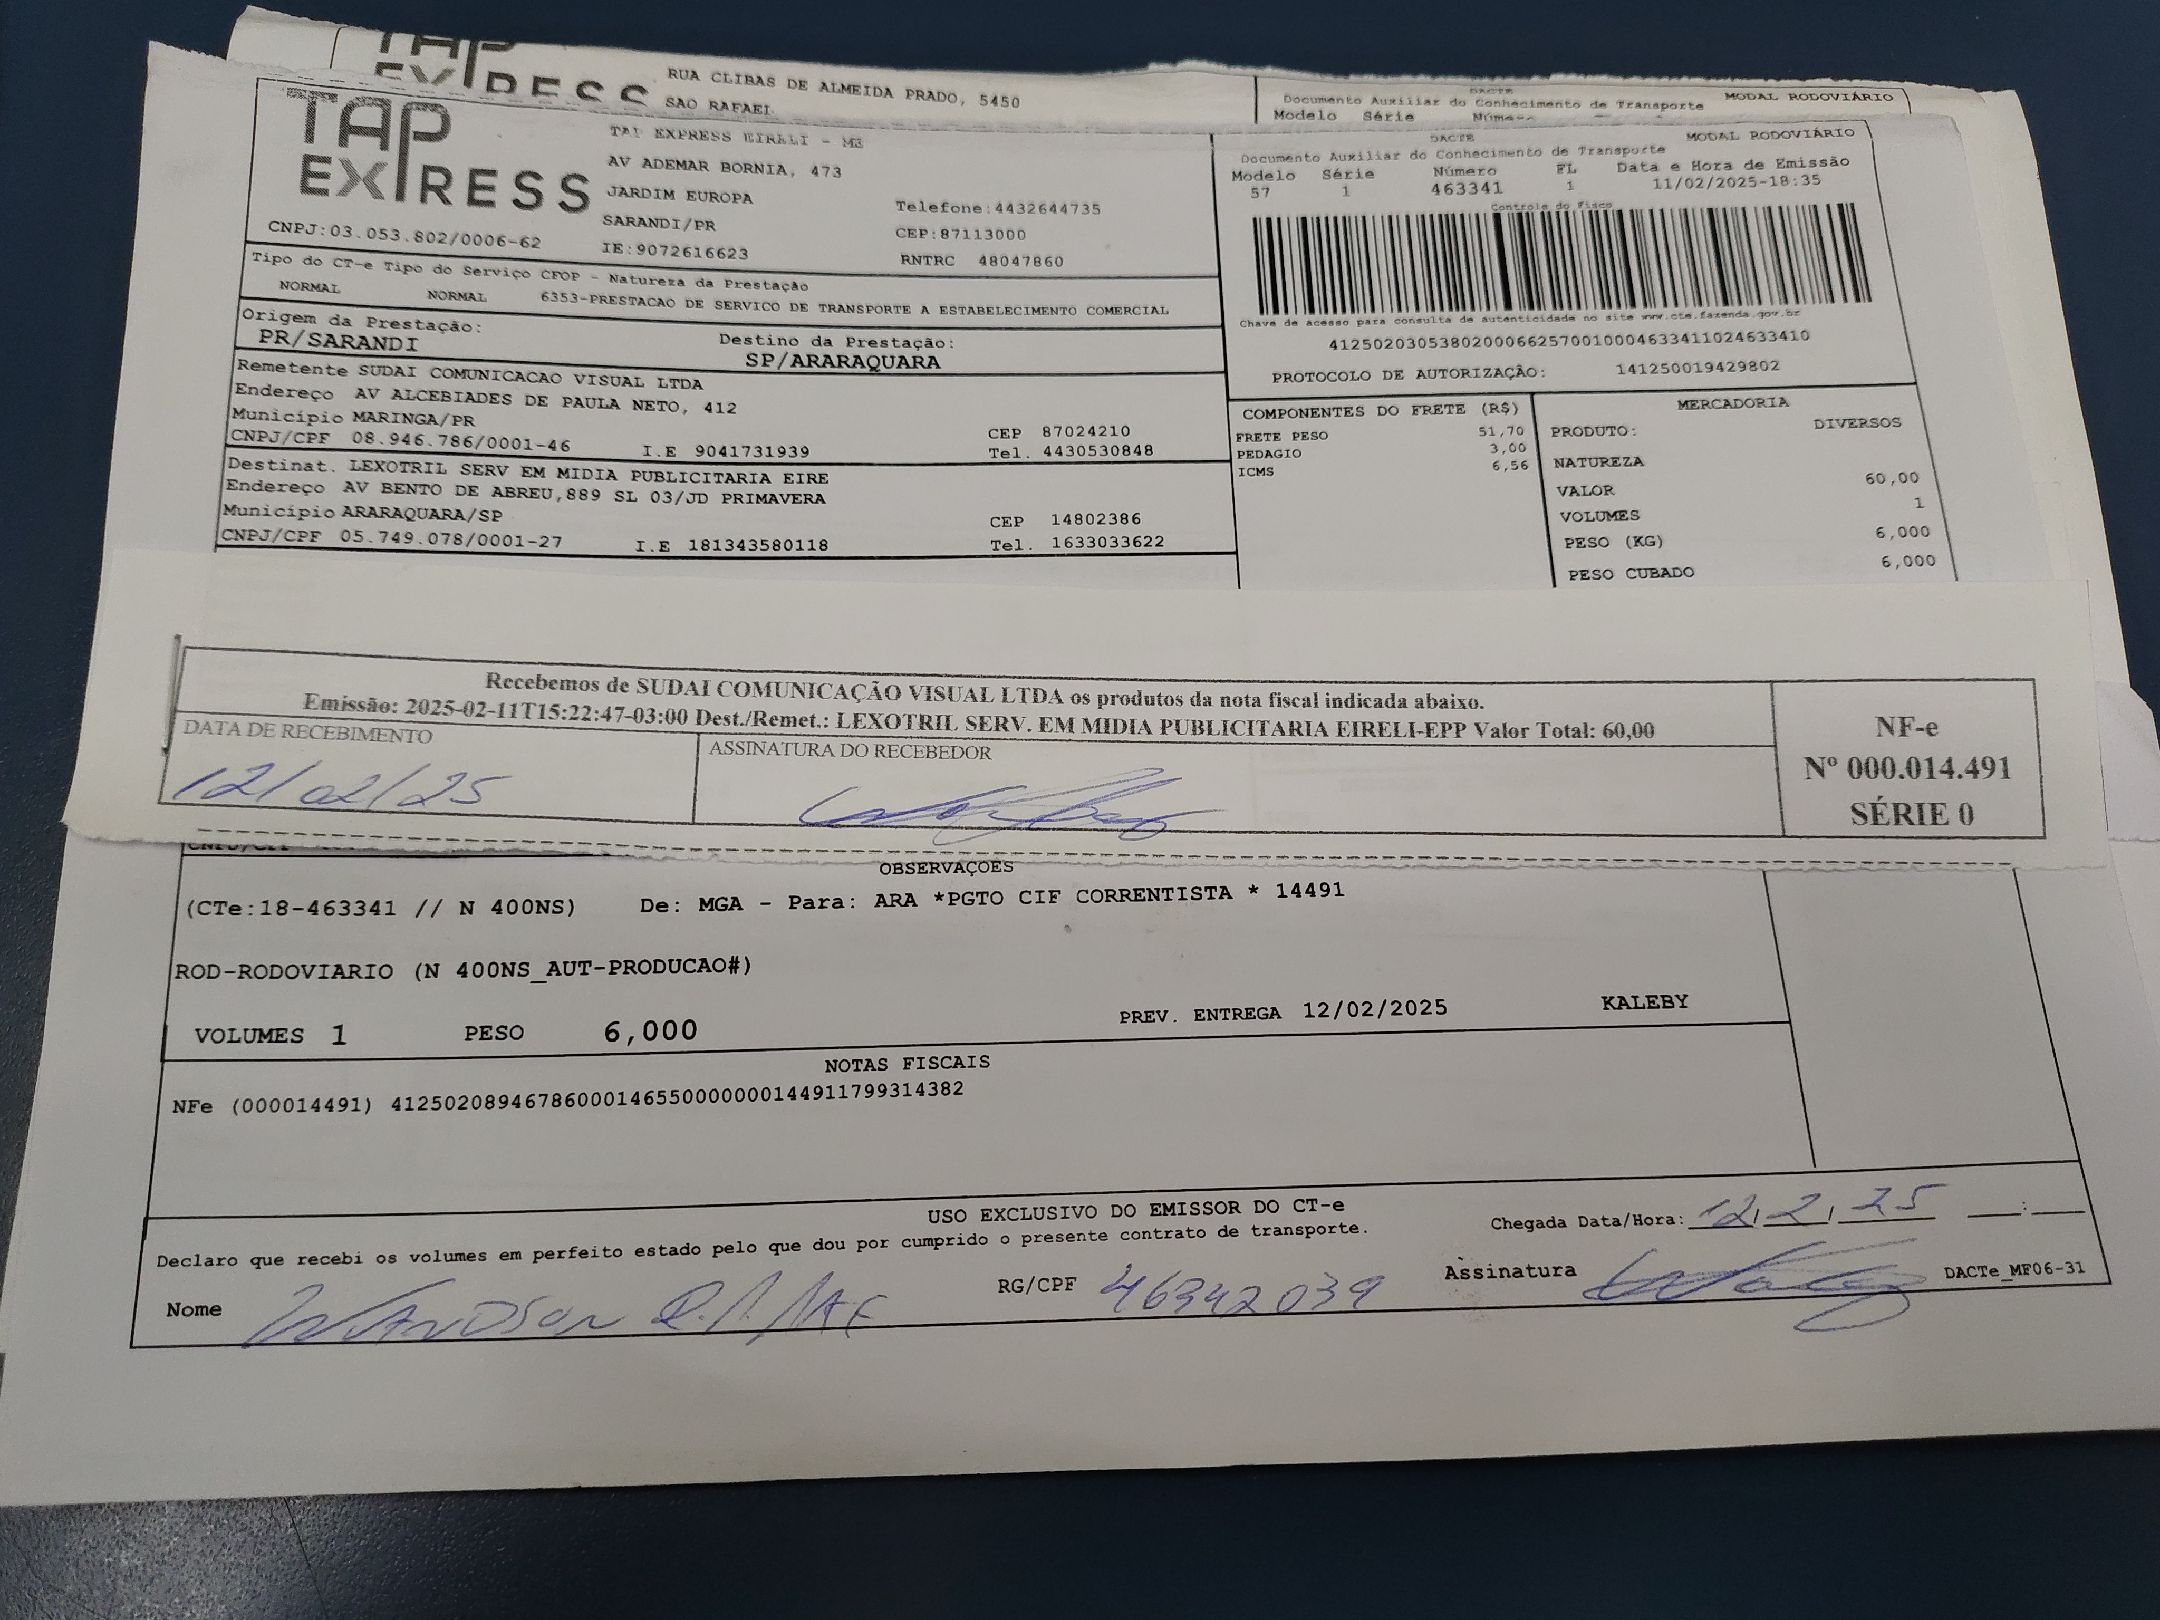 RUA CLIBAS DE ALMEIDA PRADO, 5450
SAO RAFAEL
DACTE
Documento Auxiliar do Conhecimento de Transporte MODAL RODOVIÁRIO
Modelo Série
TAP EXPRESS
TAP EXPRESS EIRELI - ME
AV ADEMAR BORNIA, 473
JARDIM EUROPA
SARANDI/PR
IE:9072616623
Telefone:4432644735
CEP:87113000
RNTRC 48047860
CNPJ:03.053.802/0006-62
DACTE MODAL RODOVIÁRIO
Documento Auxiliar do Conhecimento de Transporte
Modelo Série Número FL Data e Hora de Emissão
57 1 463341 1 11/02/2025-18:35
Controle do Fisco
Chave de acesso para consulta de autenticidade no site www.cte.fazenda.gov.br
41250203053802000662570010004633411024633410
PROTOCOLO DE AUTORIZAÇÃO: 141250019429802
Tipo do CT-e Tipo do Serviço CFOP - Natureza da Prestação
NORMAL NORMAL 6353-PRESTACAO DE SERVICO DE TRANSPORTE A ESTABELECIMENTO COMERCIAL
Origem da Prestação: Destino da Prestação:
PR/SARANDI SP/ARARAQUARA
Remetente SUDAI COMUNICACAO VISUAL LTDA
Endereço AV ALCEBIADES DE PAULA NETO, 412
Município MARINGA/PR CEP 87024210
CNPJ/CPF 08.946.786/0001-46 I.E 9041731939 Tel. 4430530848
Destinat. LEXOTRIL SERV EM MIDIA PUBLICITARIA EIRE
Endereço AV BENTO DE ABREU,889 SL 03/JD PRIMAVERA
Município ARARAQUARA/SP CEP 14802386
CNPJ/CPF 05.749.078/0001-27 I.E 181343580118 Tel. 1633033622
COMPONENTES DO FRETE (R$)
FRETE PESO 51,70
PEDAGIO 3,00
ICMS 6,56
MERCADORIA
PRODUTO: DIVERSOS
NATUREZA
VALOR 60,00
VOLUMES 1
PESO (KG) 6,000
PESO CUBADO 6,000
Recebemos de SUDAI COMUNICAÇÃO VISUAL LTDA os produtos da nota fiscal indicada abaixo.
Emissão: 2025-02-11T15:22:47-03:00 Dest./Remet.: LEXOTRIL SERV. EM MIDIA PUBLICITARIA EIRELI-EPP Valor Total: 60,00
DATA DE RECEBIMENTO ASSINATURA DO RECEBEDOR
12/02/25
NF-e
Nº 000.014.491
SÉRIE 0
CNPJ/CPF
OBSERVAÇOES
(CTe:18-463341 // N 400NS) De: MGA - Para: ARA *PGTO CIF CORRENTISTA * 14491
ROD-RODOVIARIO (N 400NS_AUT-PRODUCAO#)
VOLUMES 1 PESO 6,000 PREV. ENTREGA 12/02/2025 KALEBY
NOTAS FISCAIS
NFe (000014491) 41250208946786000146550000000144911799314382
USO EXCLUSIVO DO EMISSOR DO CT-e
Declaro que recebi os volumes em perfeito estado pelo que dou por cumprido o presente contrato de transporte.
Chegada Data/Hora: 12,2,25 :
Nome RG/CPF 46942039 Assinatura DACTe_MF06-31